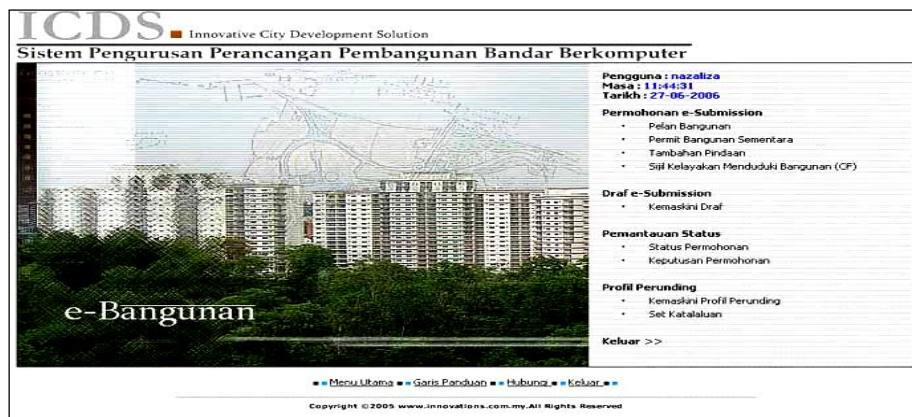 ICDS Innovative City Development Solution
Sistem Pengurusan Perancangan Pembangunan Bandar Berkomputer
Pengguna : nazaliza
Masa : 11:44:31
Tarikh : 27-06-2006
Permohonan e-Submission
• Pelan Bangunan
• Permit Bangunan Sementara
• Tambahan Pindaan
• Sijil Kelayakan Menduduki Bangunan (CF)
Draf e-Submission
• Kemaskini Draf
Pemantauan Status
• Status Permohonan
• Keputusan Permohonan
Profil Perunding
• Kemaskini Profil Perunding
• Set Katalaluan
Keluar >>
e-Bangunan
Menu Utama Garis Panduan Hubungi Keluar
Copyright ©2005 www.innovations.com.my.All Rights Reserved